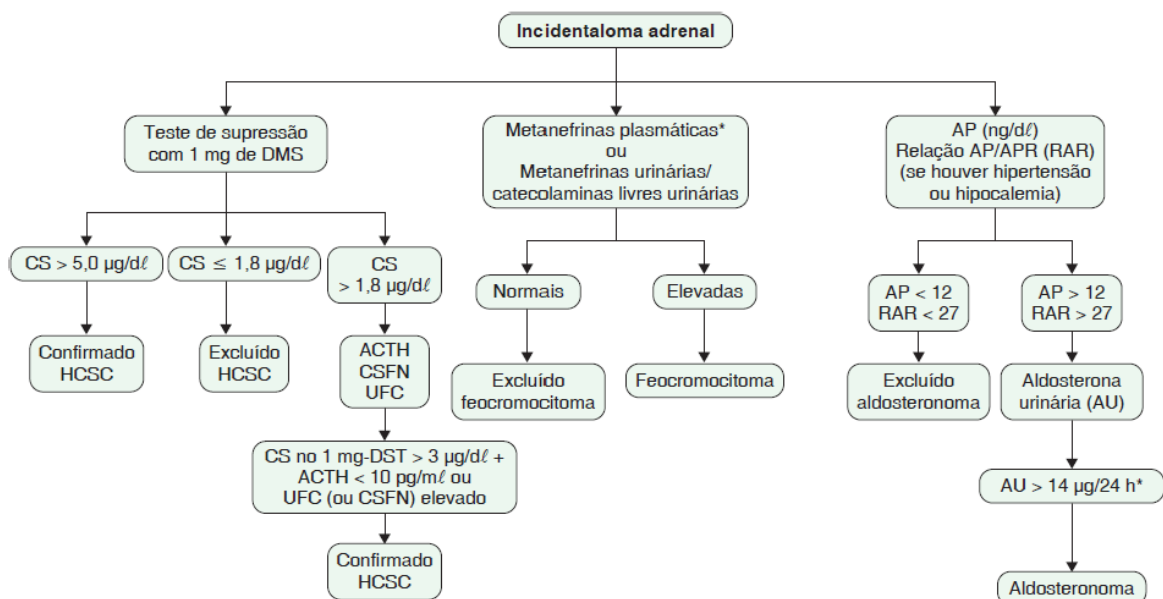 Incidentaloma adrenal
Teste de supressão
com 1 mg de DMS
CS > 5,0 µg/dℓ
Confirmado
HCSC
CS ≤ 1,8 µg/dℓ
Excluído
HCSC
CS
> 1,8 µg/dℓ
ACTH
CSFN
UFC
CS no 1 mg-DST > 3 µg/dℓ +
ACTH < 10 pg/mℓ ou
UFC (ou CSFN) elevado
Confirmado
HCSC
Metanefrinas plasmáticas*
ou
Metanefrinas urinárias/
catecolaminas livres urinárias
Normais
Excluído
feocromocitoma
Elevadas
Feocromocitoma
AP (ng/dℓ)
Relação AP/APR (RAR)
(se houver hipertensão
ou hipocalemia)
AP < 12
RAR < 27
Excluído
aldosteronoma
AP > 12
RAR > 27
Aldosterona
urinária (AU)
AU > 14 µg/24 h*
Aldosteronoma